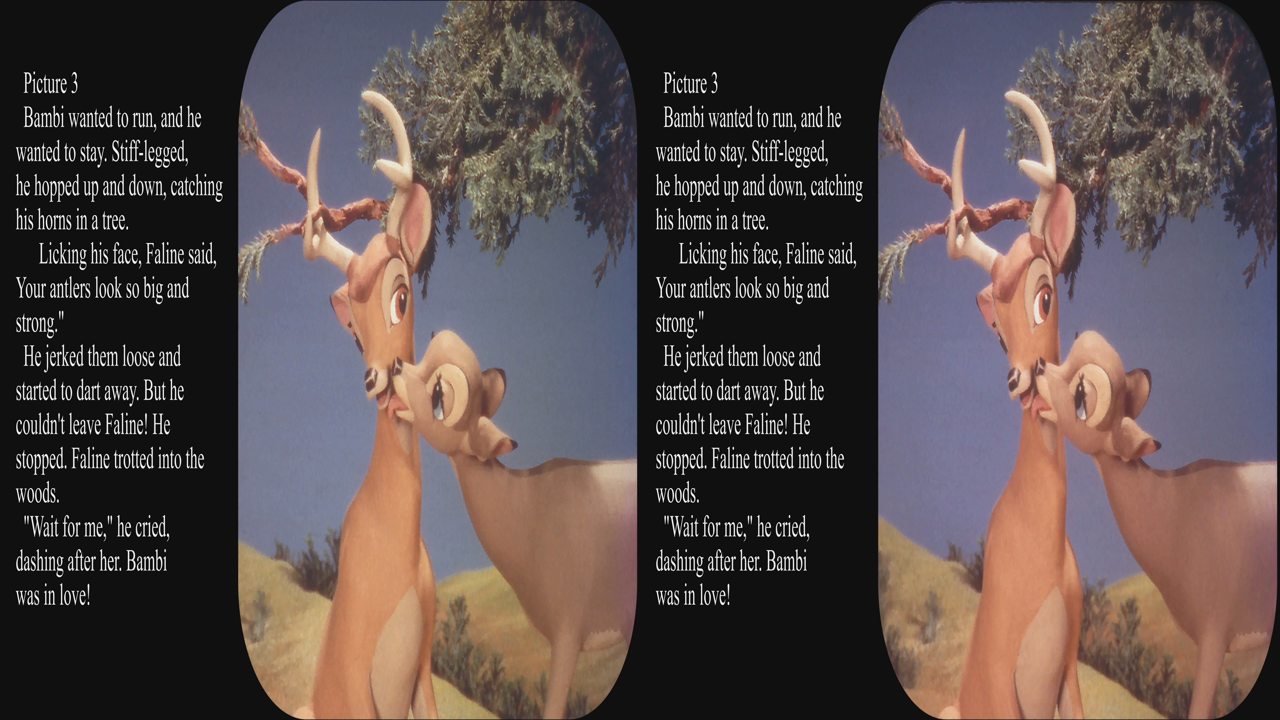 Picture 3
Bambi wanted to run, and he
wanted to stay. Stiff-legged,
he hopped up and down, catching
his horns in a tree.
Licking his face, Faline said,
Your antlers look so big and
strong."
He jerked them loose and
started to dart away. But he
couldn't leave Faline! He
stopped. Faline trotted into the
woods.
"Wait for me," he cried,
dashing after her. Bambi
was in love!
Picture 3
Bambi wanted to run, and he
wanted to stay. Stiff-legged,
he hopped up and down, catching
his horns in a tree.
Licking his face, Faline said,
Your antlers look so big and
strong."
He jerked them loose and
started to dart away. But he
couldn't leave Faline! He
stopped. Faline trotted into the
woods.
"Wait for me," he cried,
dashing after her. Bambi
was in love!